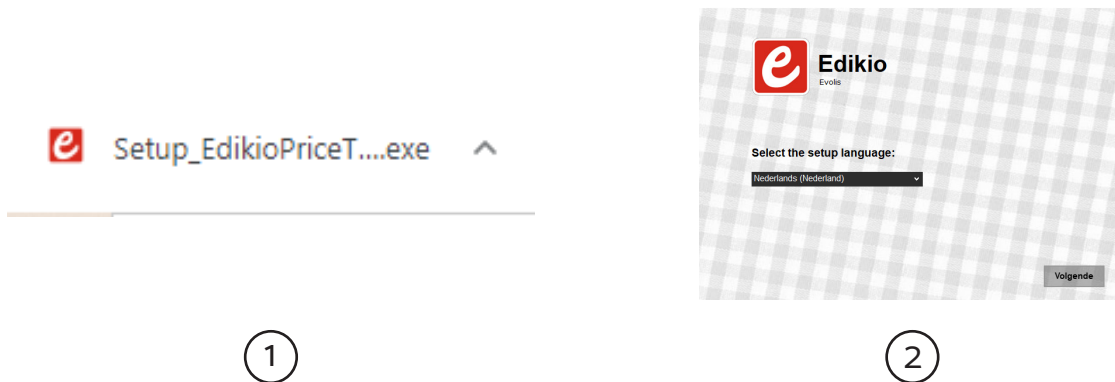 Setup_EdikioPriceT....exe
1
e
Edikio
Evolis
Select the setup language:
Nederlands (Nederland)
Volgende
2